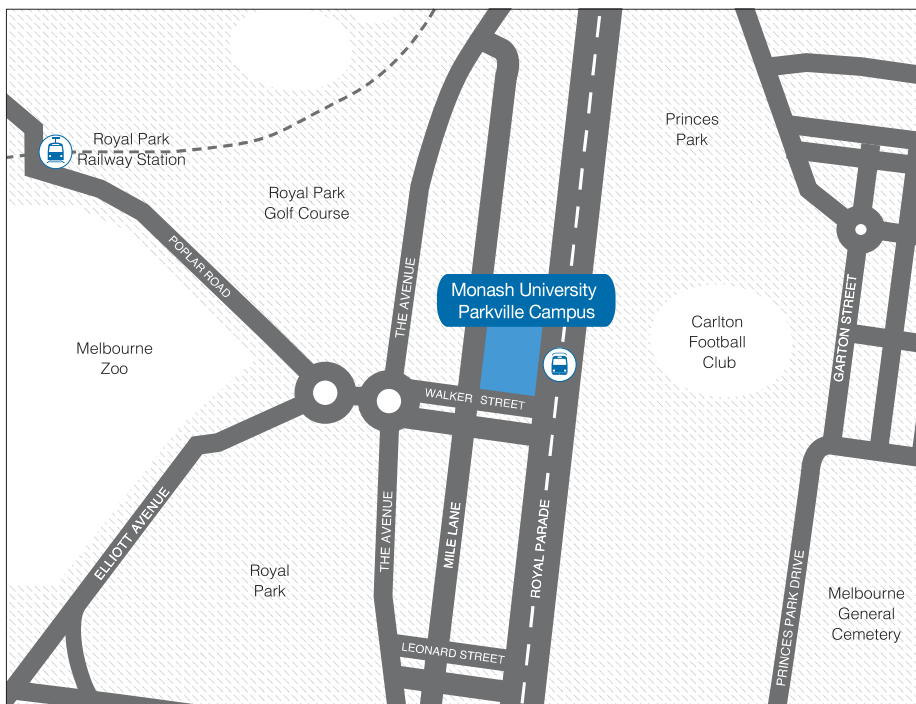 Princes
Park
Royal Park
Railway Station
Royal Park
Golf Course
POPLAR ROAD
THE AVENUE
Monash University
Parkville Campus
GARTON STREET
Carlton
Football
Club
Melbourne
Zoo
WALKER STREET
ELLIOTT AVENUE
THE AVENUE
MILE LANE
ROYAL PARADE
Royal
Park
PRINCES PARK DRIVE
Melbourne
General
Cemetery
LEONARD STREET